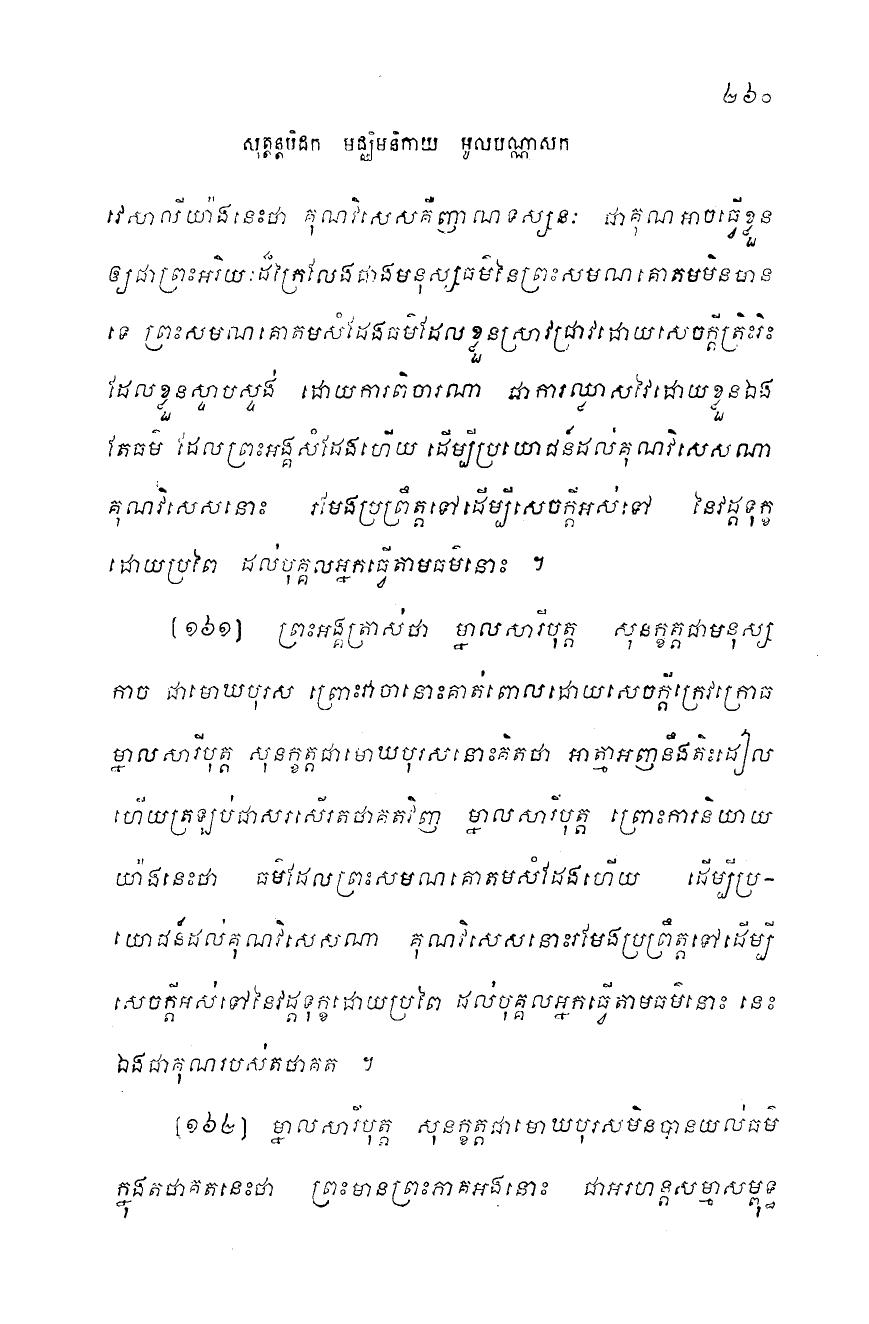 ២៦០
សុត្តន្តបិដក មជ្ឈិមនិកាយ មូលបណ្ណាសក
វេសាលីយ៉ាងនេះថា គុណវិសេសគឺញាណទស្សនៈ ជាគុណអាចធ្វើខ្លួន
ឲ្យជាព្រះអរិយៈដ៏ក្រៃលែងជាងមនុស្សធម៌នៃព្រះសមណគោតមមិនបាន
ទេ ព្រះសមណគោតមសំដែងធម៌ដែលខ្លួនស្រាវជ្រាវដោយសេចក្តីត្រិះរិះ
ដែលខ្លួនស្ទាបស្ទង់ ដោយការពិចារណា ជាការឈ្លាសវៃដោយខ្លួនឯង
តែធម៌ ដែលព្រះអង្គសំដែងហើយ ដើម្បីប្រយោជន៍ដល់គុណវិសេសណា
គុណវិសេសនោះ រមែងប្រព្រឹត្តទៅដើម្បីសេចក្តីអស់ទៅ នៃវដ្តទុក្ខ
ដោយប្រពៃ ដល់បុគ្គលអ្នកធ្វើតាមធម៌នោះ ។
[១៦១] ព្រះអង្គត្រាស់ថា ម្នាលសារីបុត្ត សុនក្ខត្តជាមនុស្ស
កាច ជាមោឃបុរស ព្រោះវាចានោះគាត់ពោលដោយសេចក្តីក្រេវក្រោធ
ម្នាលសារីបុត្ត សុនក្ខត្តជាមោឃបុរសនោះគិតថា អាត្មាអញនឹងតិះដៀល
ហើយត្រឡប់ជាសរសើរតថាគតវិញ ម្នាលសារីបុត្ត ព្រោះការនិយាយ
យ៉ាងនេះថា ធម៌ដែលព្រះសមណគោតមសំដែងហើយ ដើម្បីប្រ-
យោជន៍ដល់គុណវិសេសណា គុណវិសេសនោះរមែងប្រព្រឹត្តទៅដើម្បី
សេចក្តីអស់ទៅនៃវដ្តទុក្ខដោយប្រពៃ ដល់បុគ្គលអ្នកធ្វើតាមធម៌នោះ នេះ
ឯងជាគុណរបស់តថាគត ។
[១៦២] ម្នាលសារីបុត្ត សុនក្ខត្តជាមោឃបុរសមិនបានយល់ធម៌
ក្នុងតថាគតនេះថា ព្រះមានព្រះភាគអង្គនោះ ជាអរហន្តសម្មាសម្ពុទ្ធ